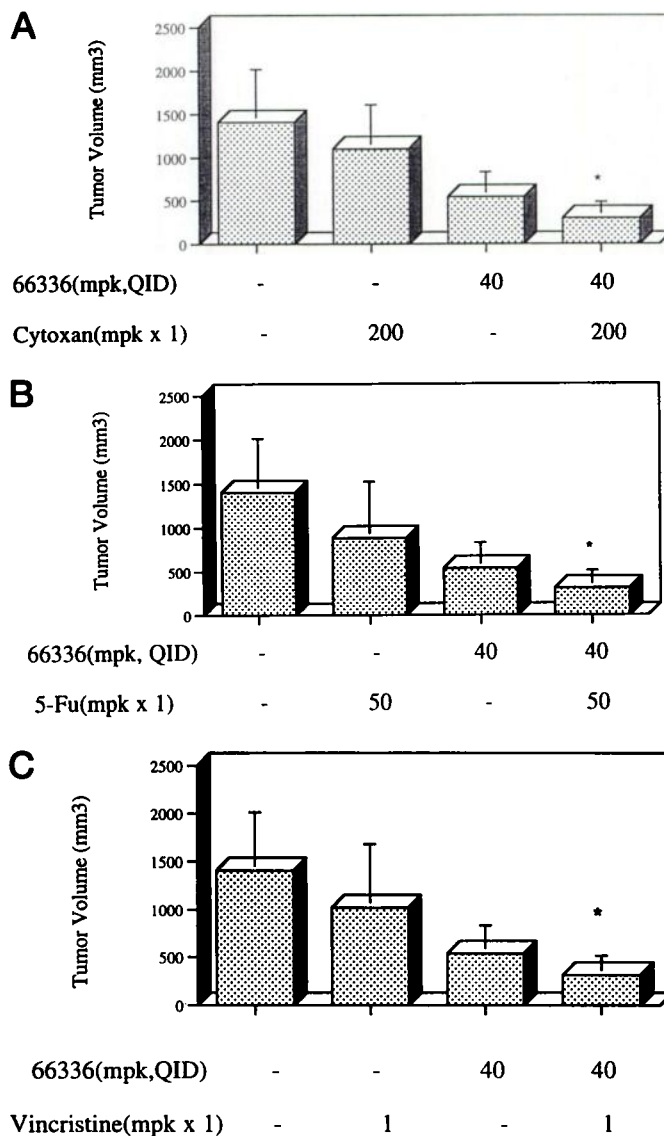 A
Tumor Volume (mm3)
2500
2000
1500
1000
500
0
*
66336(mpk,QID) - - 40 40
Cytoxan(mpk x 1) - 200 - 200
B
Tumor Volume (mm3)
2500
2000
1500
1000
500
0
*
66336(mpk, QID) - - 40 40
5-Fu(mpk x 1) - 50 - 50
C
Tumor Volume (mm3)
2500
2000
1500
1000
500
0
*
66336(mpk,QID) - - 40 40
Vincristine(mpk x 1) - 1 - 1